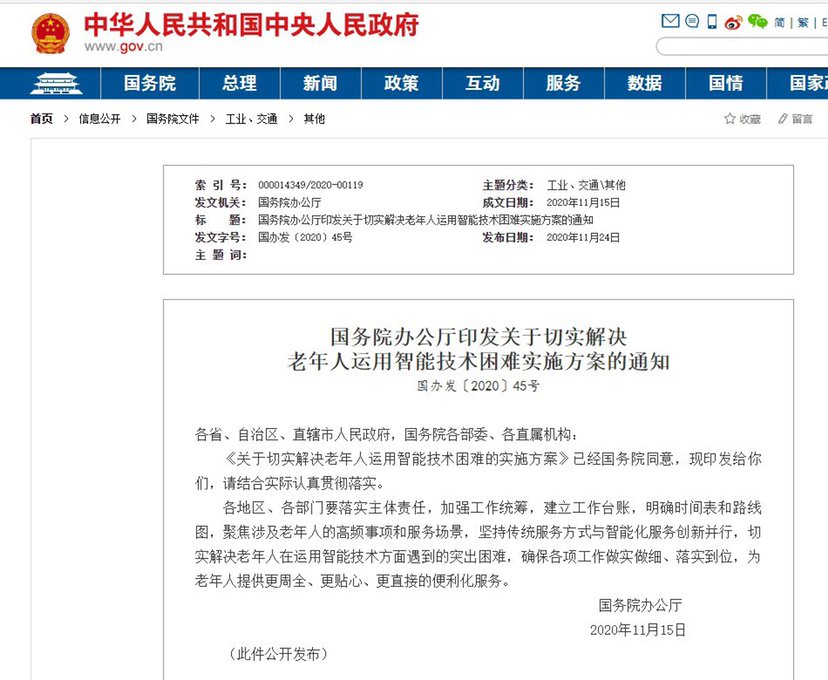 中华人民共和国中央人民政府
www.gov.cn
简 | 繁 | E
国务院 总理 新闻 政策 互动 服务 数据 国情 国家政
首页 > 信息公开 > 国务院文件 > 工业、交通 > 其他
收藏 留言
索 引 号： 000014349/2020-00119 主题分类： 工业、交通\其他
发文机关： 国务院办公厅 成文日期： 2020年11月15日
标 题： 国务院办公厅印发关于切实解决老年人运用智能技术困难实施方案的通知
发文字号： 国办发〔2020〕45号 发布日期： 2020年11月24日
主 题 词：
国务院办公厅印发关于切实解决
老年人运用智能技术困难实施方案的通知
国办发〔2020〕45号
各省、自治区、直辖市人民政府，国务院各部委、各直属机构：
《关于切实解决老年人运用智能技术困难的实施方案》已经国务院同意，现印发给你
们，请结合实际认真贯彻落实。
各地区、各部门要落实主体责任，加强工作统筹，建立工作台账，明确时间表和路线
图，聚焦涉及老年人的高频事项和服务场景，坚持传统服务方式与智能化服务创新并行，切
实解决老年人在运用智能技术方面遇到的突出困难，确保各项工作做实做细、落实到位，为
老年人提供更周全、更贴心、更直接的便利化服务。
国务院办公厅
2020年11月15日
（此件公开发布）